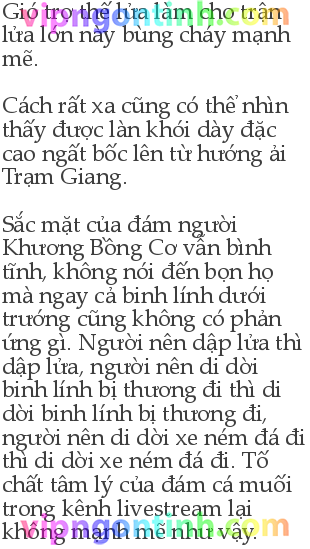 Gió trợ thế lửa làm cho trận
lửa lớn này bùng cháy mạnh
mẽ.
Cách rất xa cũng có thể nhìn
thấy được làn khói dày đặc
cao ngất bốc lên từ hướng ải
Trạm Giang.
Sắc mặt của đám người
Khương Bồng Cơ vẫn bình
tĩnh, không nói đến bọn họ
mà ngay cả binh lính dưới
trướng cũng không có phản
ứng gì. Người nên dập lửa thì
dập lửa, người nên di dời
binh lính bị thương đi thì di
dời binh lính bị thương đi,
người nên di dời xe ném đá đi
thì di dời xe ném đá đi. Tố
chất tâm lý của đám cá muối
trong kênh livestream lại
không mạnh mẽ như vậy.
vipngontinh.com
vipngontinh.com